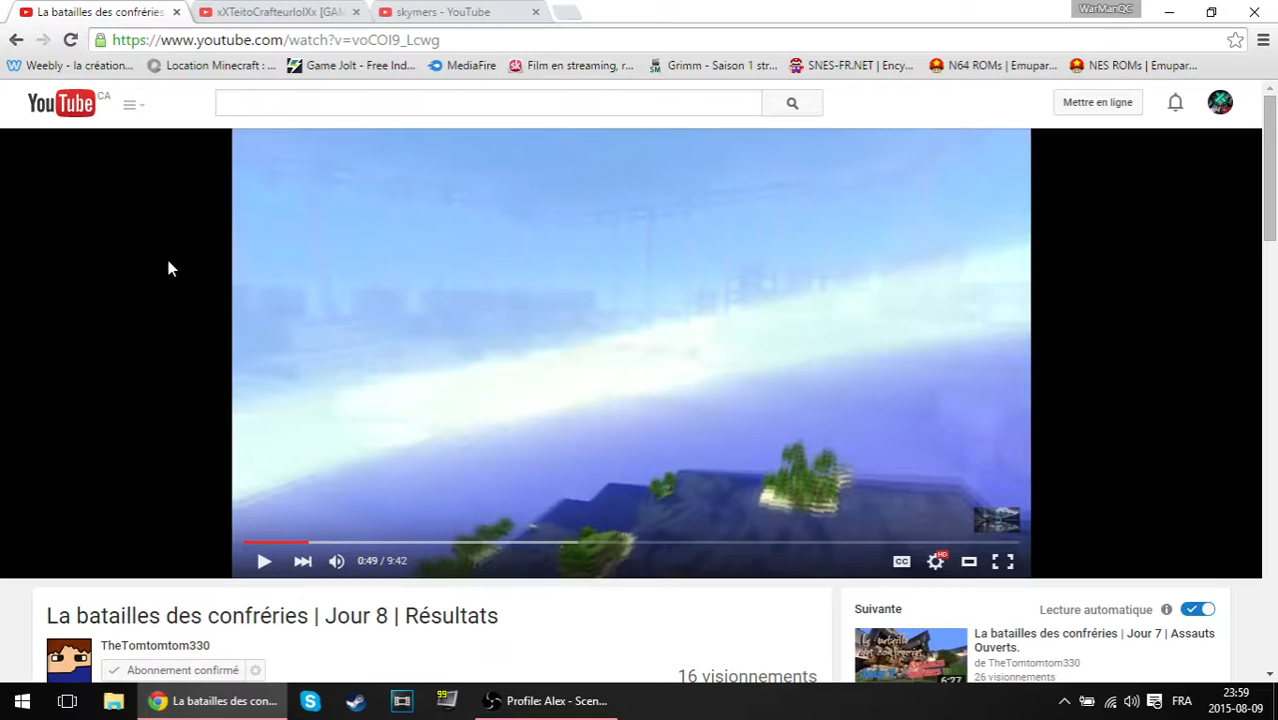 La batailles des confréries
xXTeitoCrafteurlolXx [GAM
skymers - YouTube
WarManQC
https://www.youtube.com/watch?v=voCOI9_Lcwg
Weebly - la création...
Location Minecraft : ...
Game Jolt - Free Ind...
MediaFire
Film en streaming, r...
Grimm - Saison 1 str...
SNES-FR.NET | Ency...
N64 ROMs | Emupar...
NES ROMs | Emupar...
YouTube CA
Mettre en ligne
0:49 / 9:42
CC
HD
La batailles des confréries | Jour 8 | Résultats
TheTomtomtom330
Abonnement confirmé
16 visionnements
Suivante
Lecture automatique
La batailles des confréries | Jour 7 | Assauts
Ouverts.
de TheTomtomtom330
26 visionnements
6:27
La batailles des con...
99
Profile: Alex - Scen...
FRA
23:59
2015-08-09